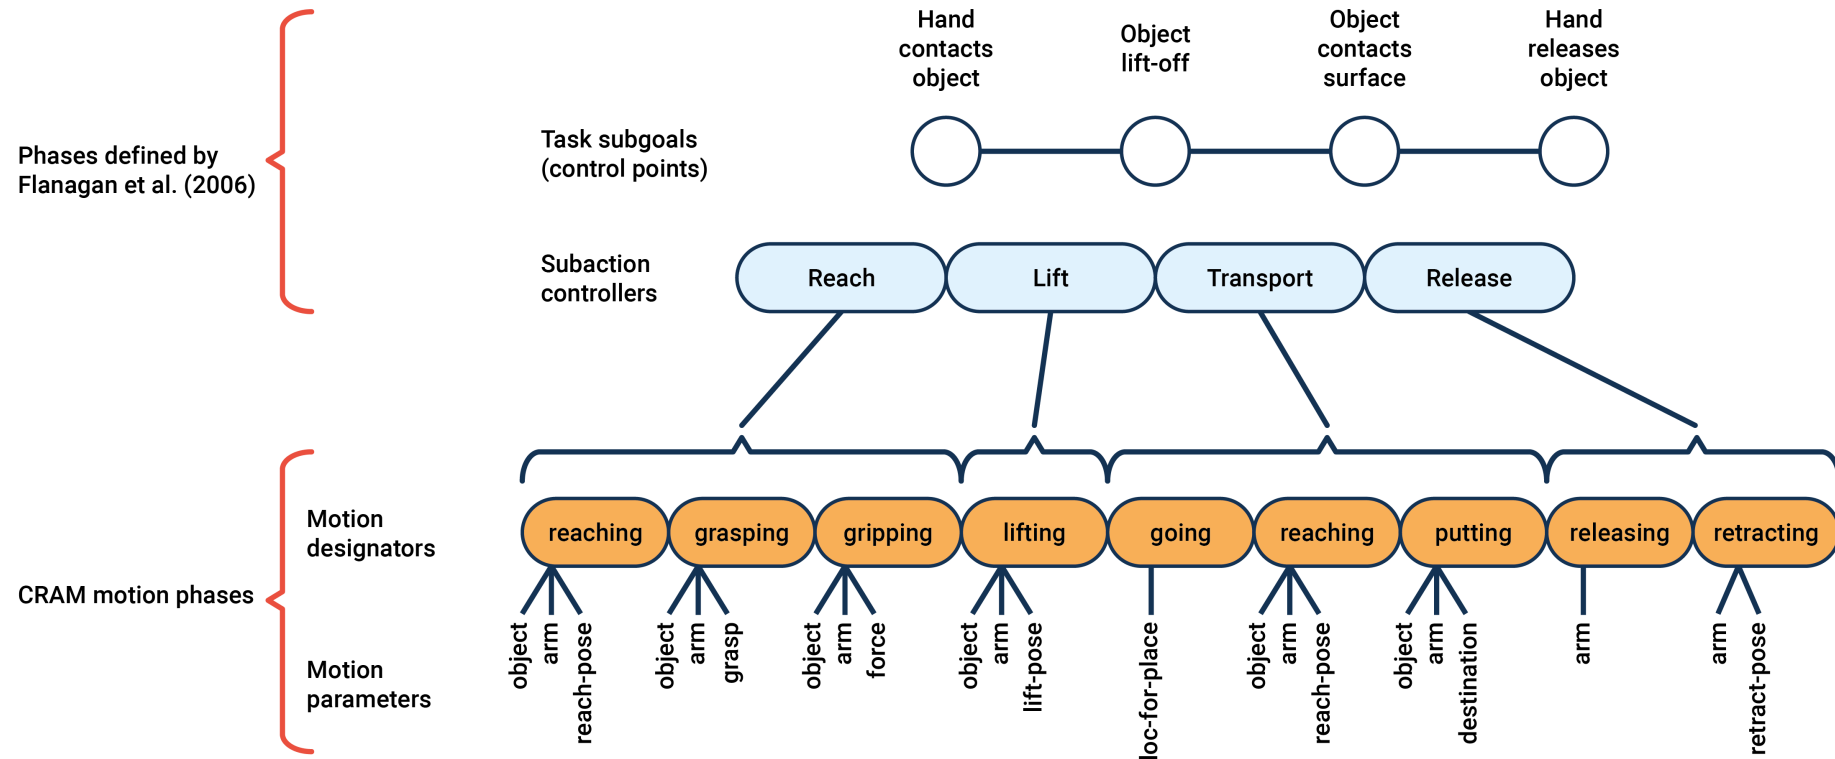 Hand
contacts
object
Object
lift-off
Object
contacts
surface
Hand
releases
object
Task subgoals
(control points)
Phases defined by
Flanagan et al. (2006)
Subaction
controllers
Reach
Lift
Transport
Release
Motion
designators
reaching
grasping
gripping
lifting
going
reaching
putting
releasing
retracting
CRAM motion phases
Motion
parameters
object
arm
reach-pose
object
arm
grasp
object
arm
force
object
arm
lift-pose
loc-for-place
object
arm
reach-pose
object
arm
destination
arm
arm
retract-pose